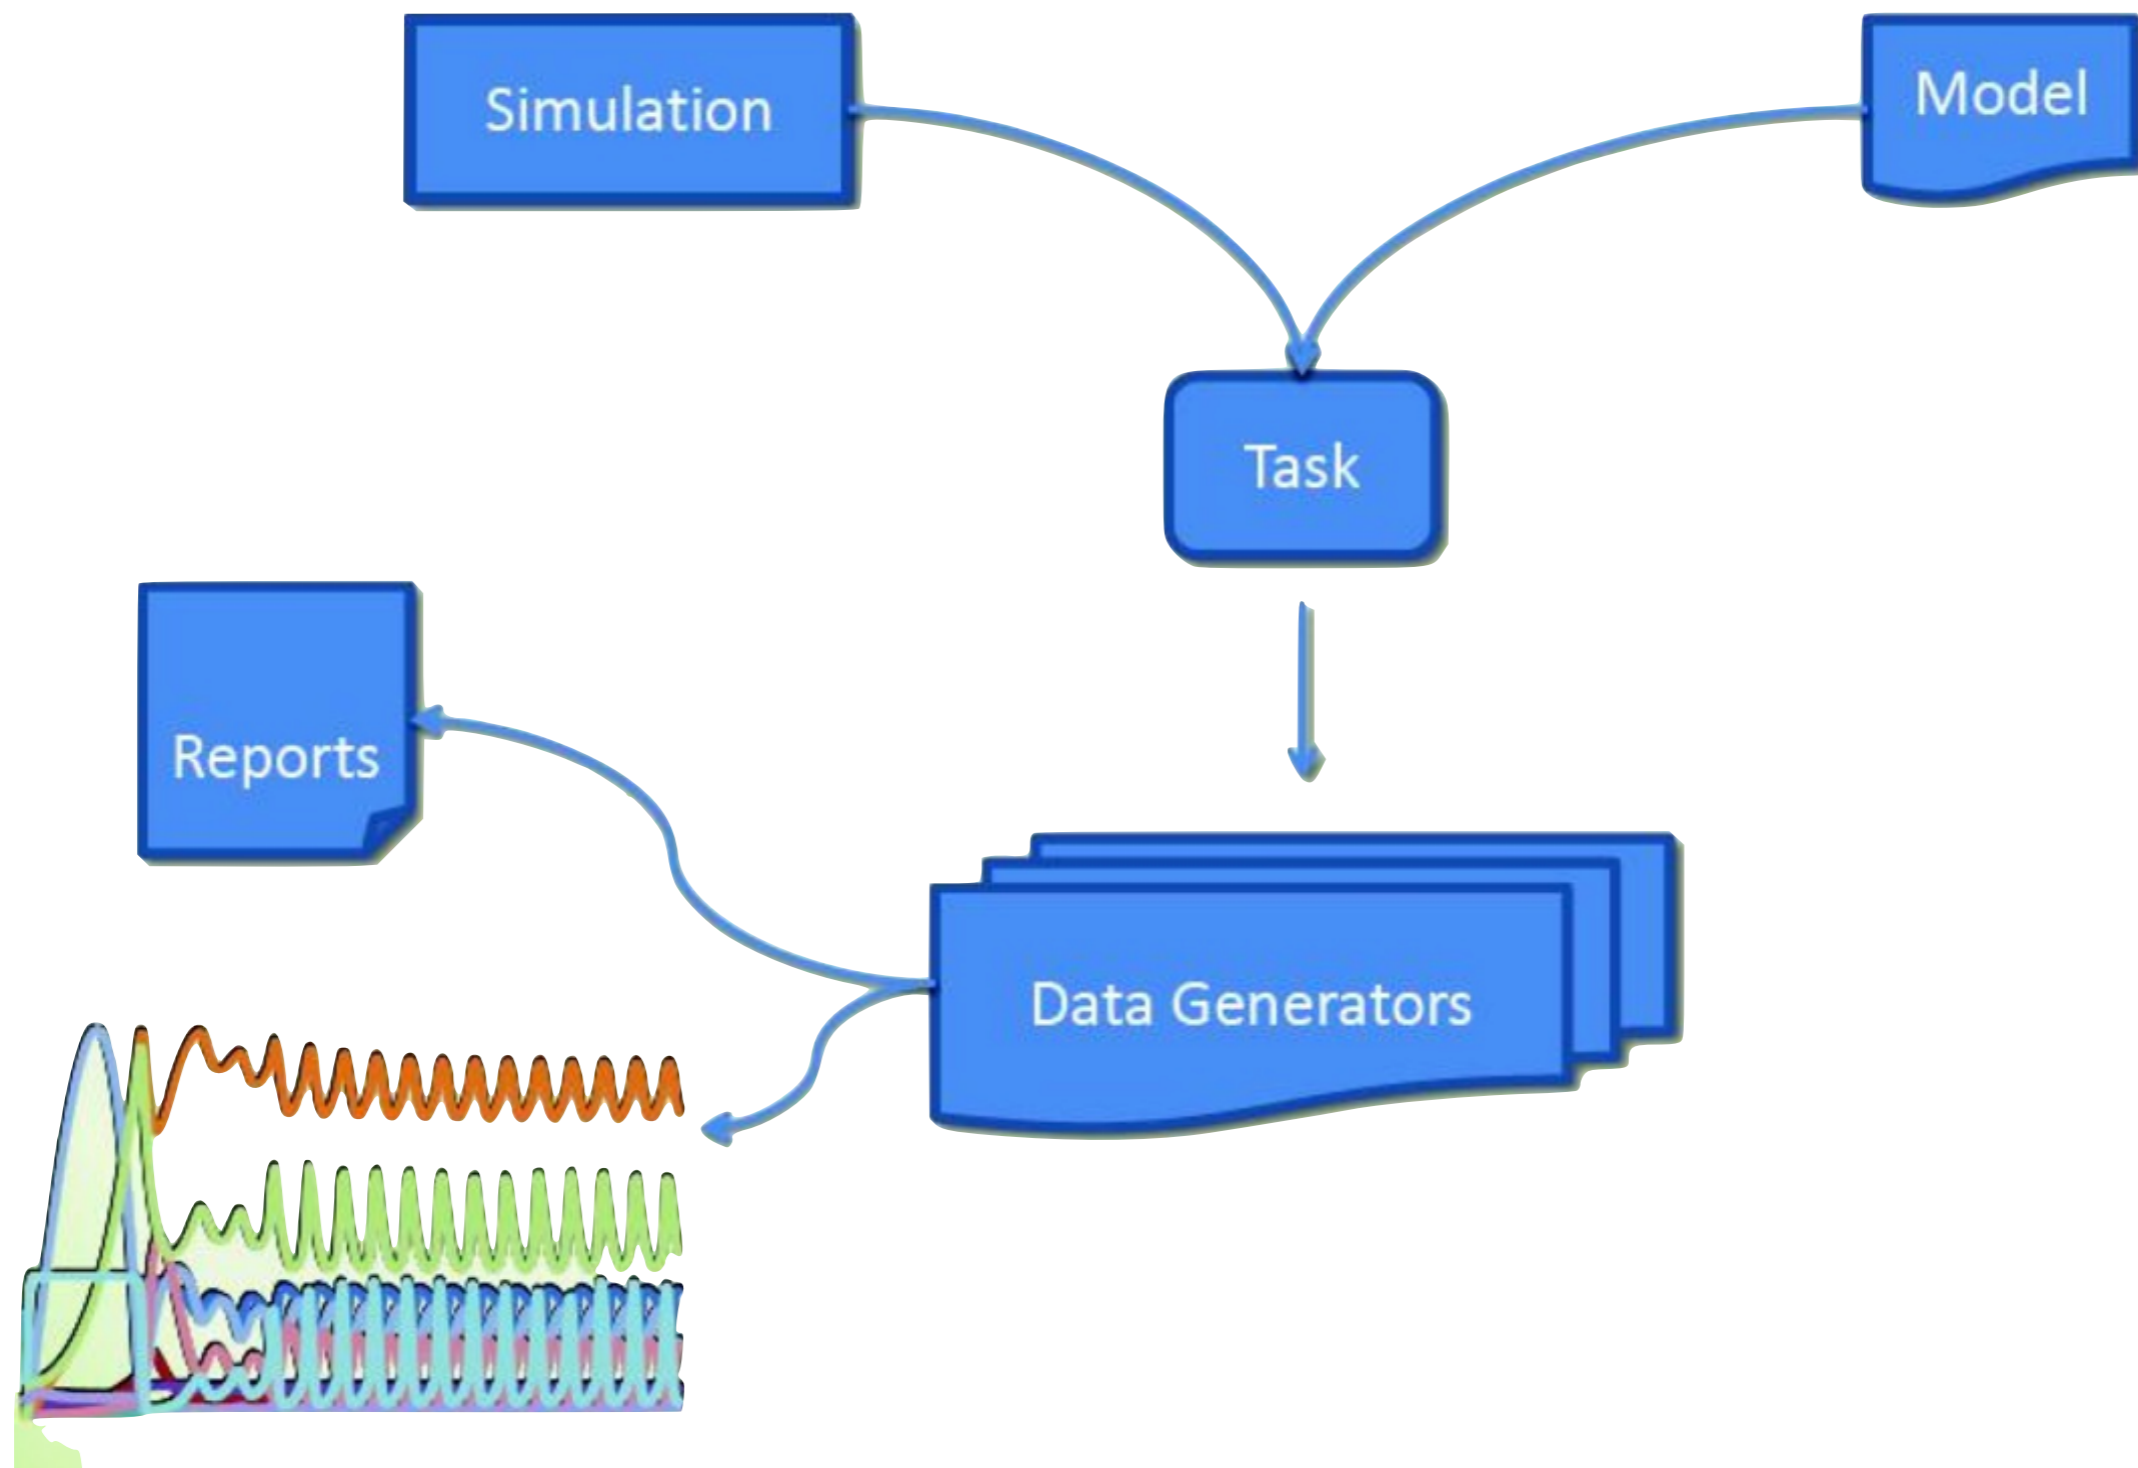 Simulation
Model
Task
Reports
Data Generators